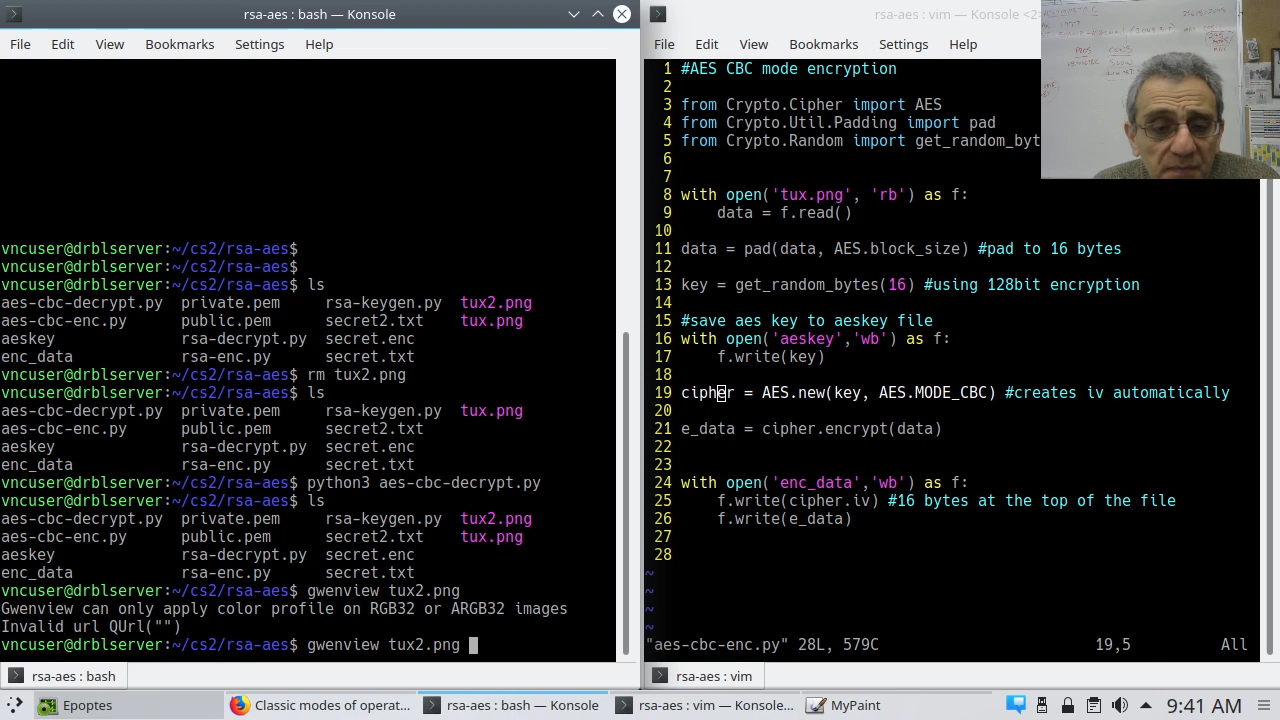 rsa-aes : bash — Konsole
File Edit View Bookmarks Settings Help
vncuser@drblserver:~/cs2/rsa-aes$
vncuser@drblserver:~/cs2/rsa-aes$
vncuser@drblserver:~/cs2/rsa-aes$ ls
aes-cbc-decrypt.py private.pem rsa-keygen.py tux2.png
aes-cbc-enc.py public.pem secret2.txt tux.png
aeskey rsa-decrypt.py secret.enc
enc_data rsa-enc.py secret.txt
vncuser@drblserver:~/cs2/rsa-aes$ rm tux2.png
vncuser@drblserver:~/cs2/rsa-aes$ ls
aes-cbc-decrypt.py private.pem rsa-keygen.py tux.png
aes-cbc-enc.py public.pem secret2.txt
aeskey rsa-decrypt.py secret.enc
enc_data rsa-enc.py secret.txt
vncuser@drblserver:~/cs2/rsa-aes$ python3 aes-cbc-decrypt.py
vncuser@drblserver:~/cs2/rsa-aes$ ls
aes-cbc-decrypt.py private.pem rsa-keygen.py tux2.png
aes-cbc-enc.py public.pem secret2.txt tux.png
aeskey rsa-decrypt.py secret.enc
enc_data rsa-enc.py secret.txt
vncuser@drblserver:~/cs2/rsa-aes$ gwenview tux2.png
Gwenview can only apply color profile on RGB32 or ARGB32 images
Invalid url QUrl("")
vncuser@drblserver:~/cs2/rsa-aes$ gwenview tux2.png
rsa-aes : bash
rsa-aes : vim — Konsole <2>
File Edit View Bookmarks Settings Help
1 #AES CBC mode encryption
2
3 from Crypto.Cipher import AES
4 from Crypto.Util.Padding import pad
5 from Crypto.Random import get_random_byt
6
7
8 with open('tux.png', 'rb') as f:
9 data = f.read()
10
11 data = pad(data, AES.block_size) #pad to 16 bytes
12
13 key = get_random_bytes(16) #using 128bit encryption
14
15 #save aes key to aeskey file
16 with open('aeskey','wb') as f:
17 f.write(key)
18
19 cipher = AES.new(key, AES.MODE_CBC) #creates iv automatically
20
21 e_data = cipher.encrypt(data)
22
23
24 with open('enc_data','wb') as f:
25 f.write(cipher.iv) #16 bytes at the top of the file
26 f.write(e_data)
27
28
~
~
~
~
"aes-cbc-enc.py" 28L, 579C 19,5 All
rsa-aes : vim
Epoptes Classic modes of operat... rsa-aes : bash — Konsole rsa-aes : vim — Konsole... MyPaint 9:41 AM